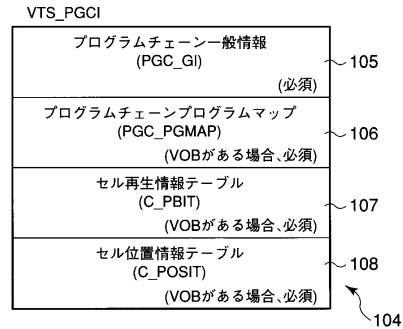 VTS_PGCI
プログラムチェーン一般情報
(PGC_GI)
(必須)
105
プログラムチェーンプログラムマップ
(PGC_PGMAP)
(VOBがある場合、必須)
106
セル再生情報テーブル
(C_PBIT)
(VOBがある場合、必須)
107
セル位置情報テーブル
(C_POSIT)
(VOBがある場合、必須)
108
104